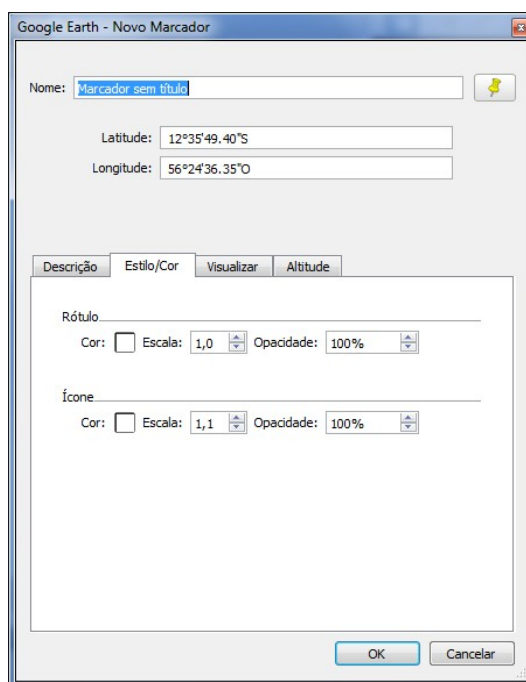 Google Earth - Novo Marcador
Nome: Marcador sem título
Latitude: 12°35'49.40"S
Longitude: 56°24'36.35"O
Descrição Estilo/Cor Visualizar Altitude
Rótulo
Cor: Escala: 1,0 Opacidade: 100%
Ícone
Cor: Escala: 1,1 Opacidade: 100%
OK Cancelar